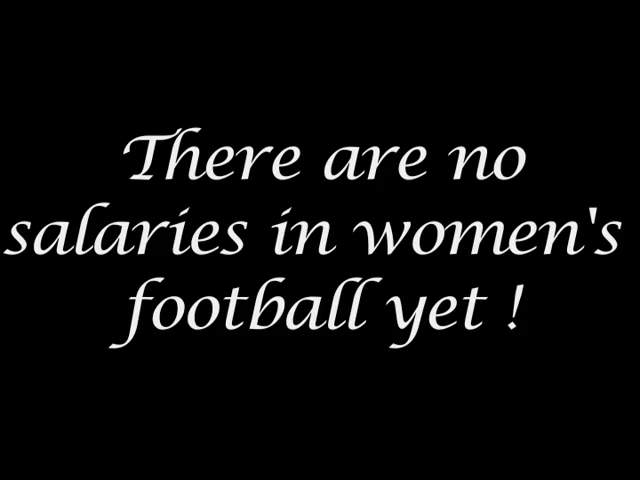 There are no
salaries in women's
football yet !